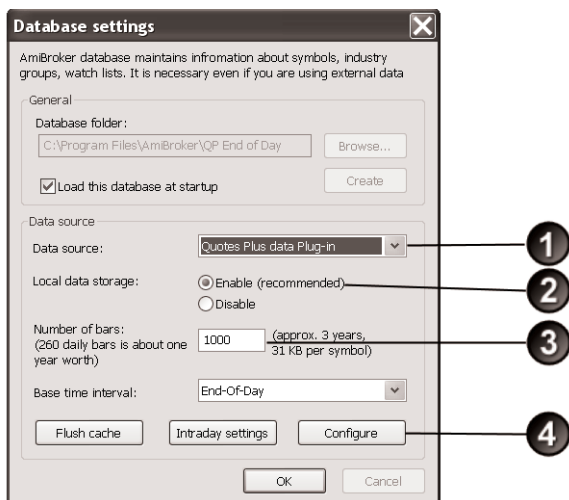 Database settings
AmiBroker database maintains infromation about symbols, industry
groups, watch lists. It is necessary even if you are using external data
General
Database folder:
C:\Program Files\AmiBroker\QP End of Day
Browse...
Load this database at startup
Create
Data source
Data source:
Quotes Plus data Plug-in
1
Local data storage:
Enable (recommended)
2
Disable
Number of bars:
(260 daily bars is about one
year worth)
1000
(approx. 3 years,
31 KB per symbol)
3
Base time interval:
End-Of-Day
Flush cache
Intraday settings
Configure
4
OK
Cancel